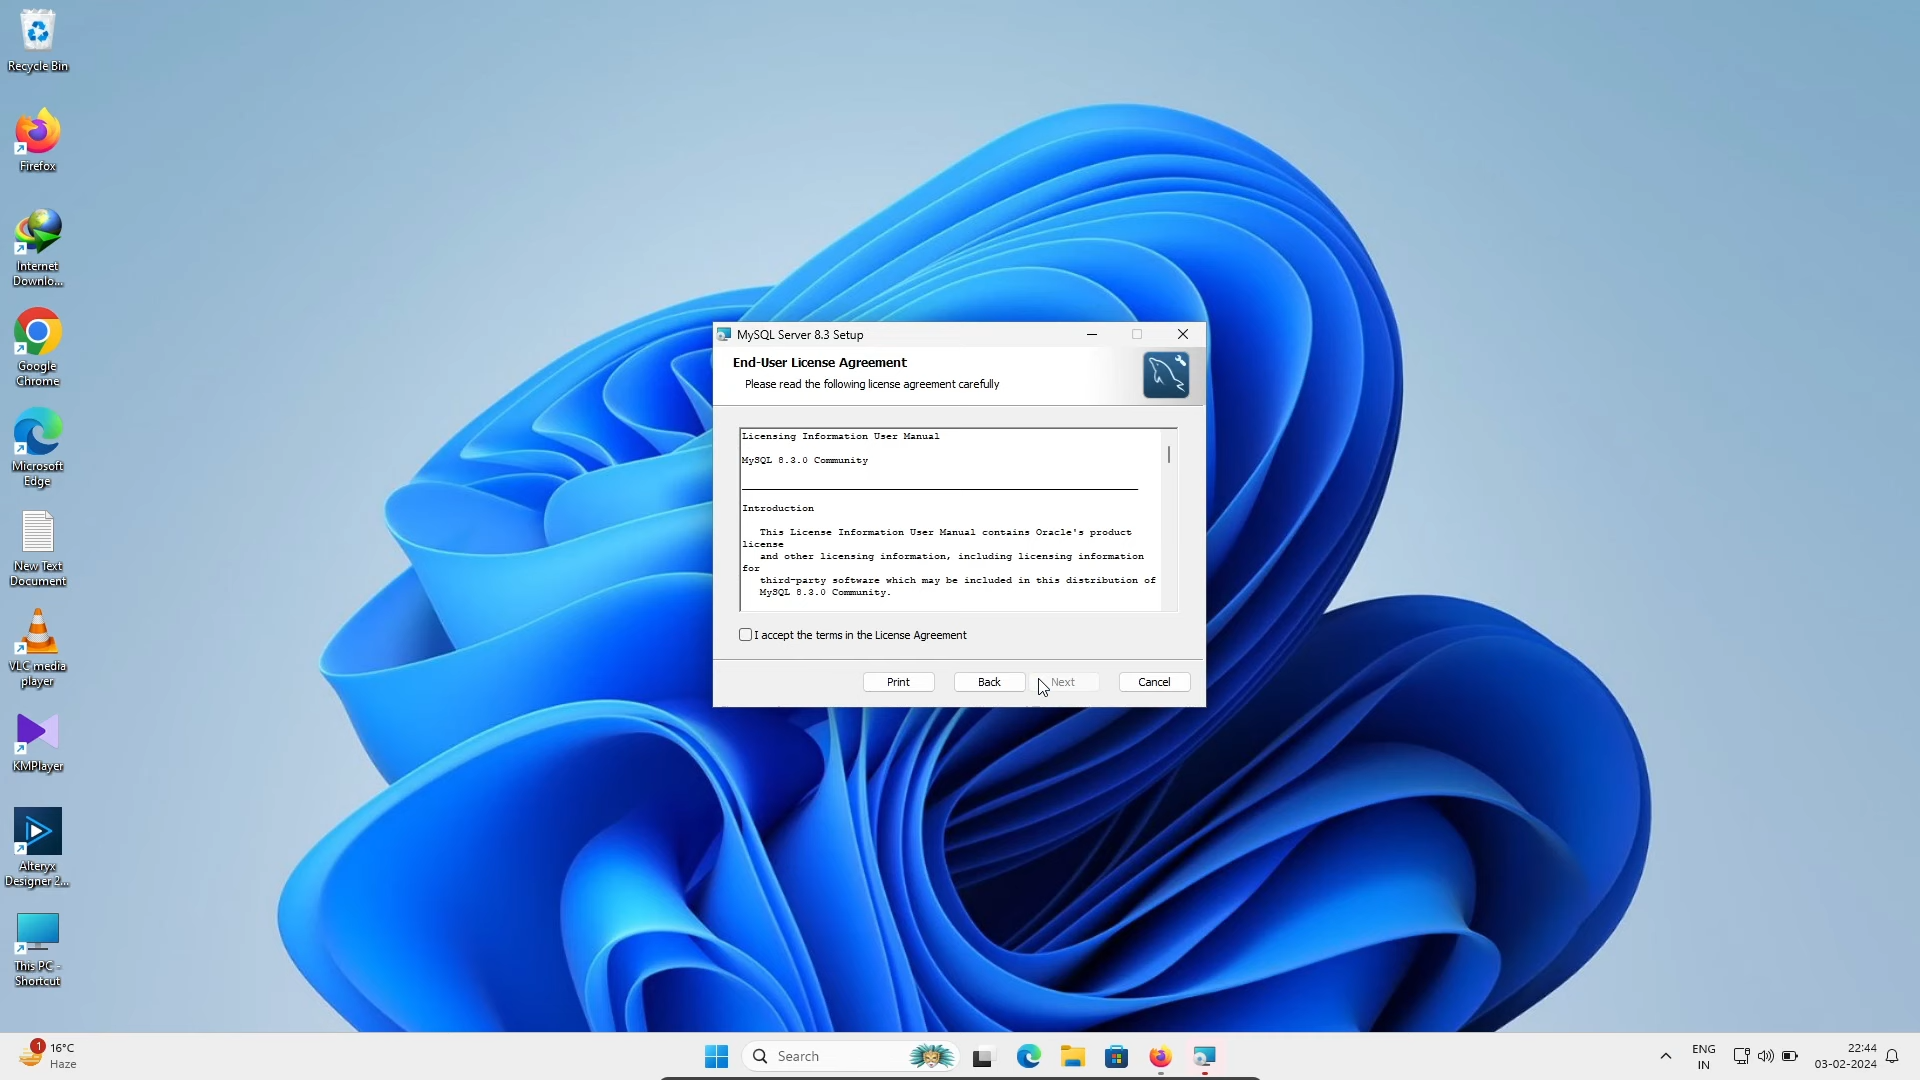 Recycle Bin
Firefox
Internet
Downlo...
Google
Chrome
Microsoft
Edge
New Text
Document
VLC media
player
KMPlayer
Alteryx
Designer 2...
This PC -
Shortcut
MySQL Server 8.3 Setup
End-User License Agreement
Please read the following license agreement carefully
Licensing Information User Manual
MySQL 8.3.0 Community
Introduction
This License Information User Manual contains Oracle's product
license
and other licensing information, including licensing information
for
third-party software which may be included in this distribution of
MySQL 8.3.0 Community.
I accept the terms in the License Agreement
Print
Back
Next
Cancel
1
16°C
Haze
Search
ENG
IN
22:44
03-02-2024